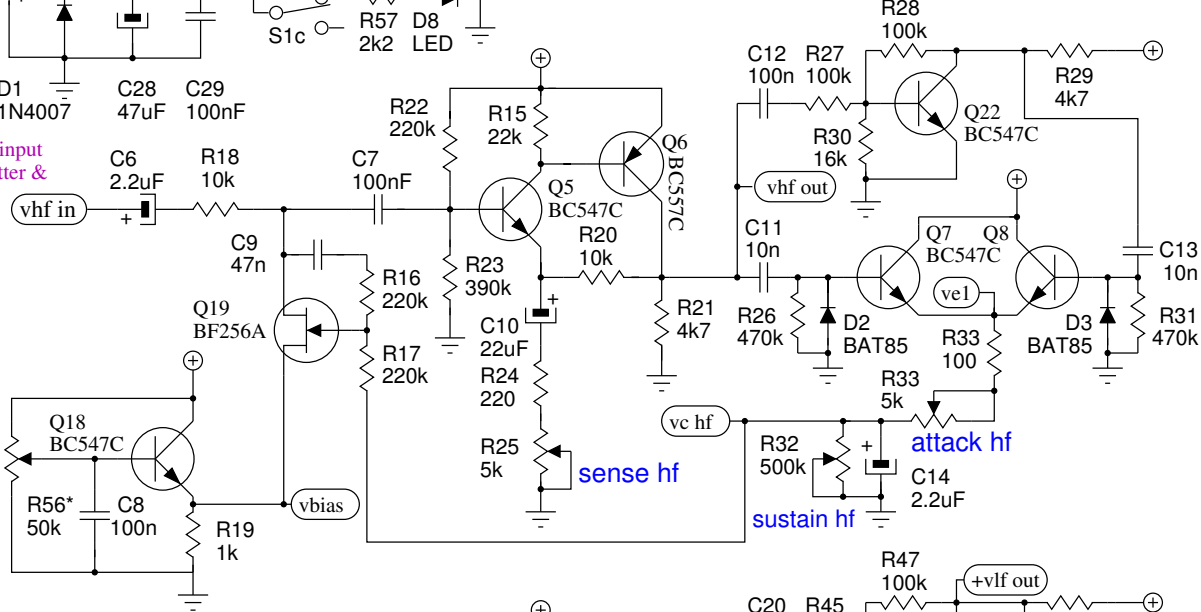 S1c
R57
2k2
D8
LED
R28
100k
D1
1N4007
C28
47uF
C29
100nF
C12
100n
R27
100k
R29
4k7
R22
220k
R15
22k
Q6
BC557C
Q22
BC547C
R30
16k
input
tter &
C6
2.2uF
R18
10k
C7
100nF
+
vhf in
Q5
BC547C
vhf out
R20
10k
C11
10n
Q7
BC547C
Q8
C13
10n
C9
47n
R16
220k
R23
390k
ve1
Q19
BF256A
+
C10
22uF
R21
4k7
R26
470k
D2
BAT85
R33
100
D3
BAT85
R31
470k
R17
220k
R24
220
R33
5k
vc hf
attack hf
Q18
BC547C
R25
5k
sense hf
R32
500k
+
C14
2.2uF
R56*
50k
C8
100n
R19
1k
vbias
sustain hf
R47
100k
+vlf out
C20
R45